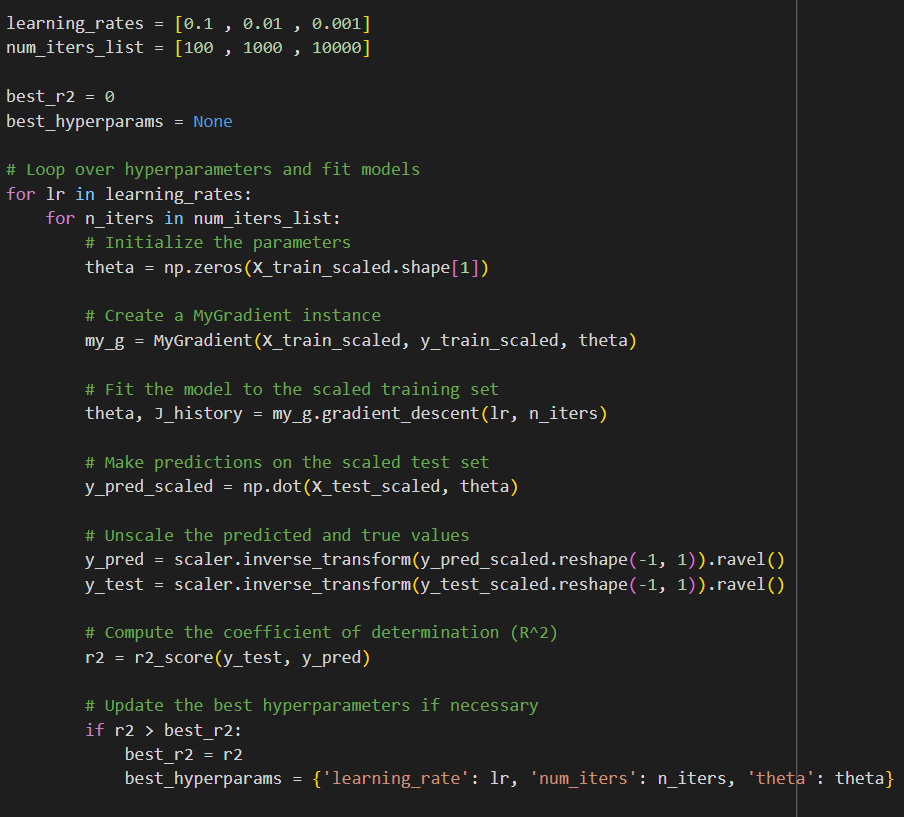 learning_rates = [0.1 , 0.01 , 0.001]
num_iters_list = [100 , 1000 , 10000]
best_r2 = 0
best_hyperparams = None
# Loop over hyperparameters and fit models
for lr in learning_rates:
    for n_iters in num_iters_list:
        # Initialize the parameters
        theta = np.zeros(X_train_scaled.shape[1])
        # Create a MyGradient instance
        my_g = MyGradient(X_train_scaled, y_train_scaled, theta)
        # Fit the model to the scaled training set
        theta, J_history = my_g.gradient_descent(lr, n_iters)
        # Make predictions on the scaled test set
        y_pred_scaled = np.dot(X_test_scaled, theta)
        # Unscale the predicted and true values
        y_pred = scaler.inverse_transform(y_pred_scaled.reshape(-1, 1)).ravel()
        y_test = scaler.inverse_transform(y_test_scaled.reshape(-1, 1)).ravel()
        # Compute the coefficient of determination (R^2)
        r2 = r2_score(y_test, y_pred)
        # Update the best hyperparameters if necessary
        if r2 > best_r2:
            best_r2 = r2
            best_hyperparams = {'learning_rate': lr, 'num_iters': n_iters, 'theta': theta}